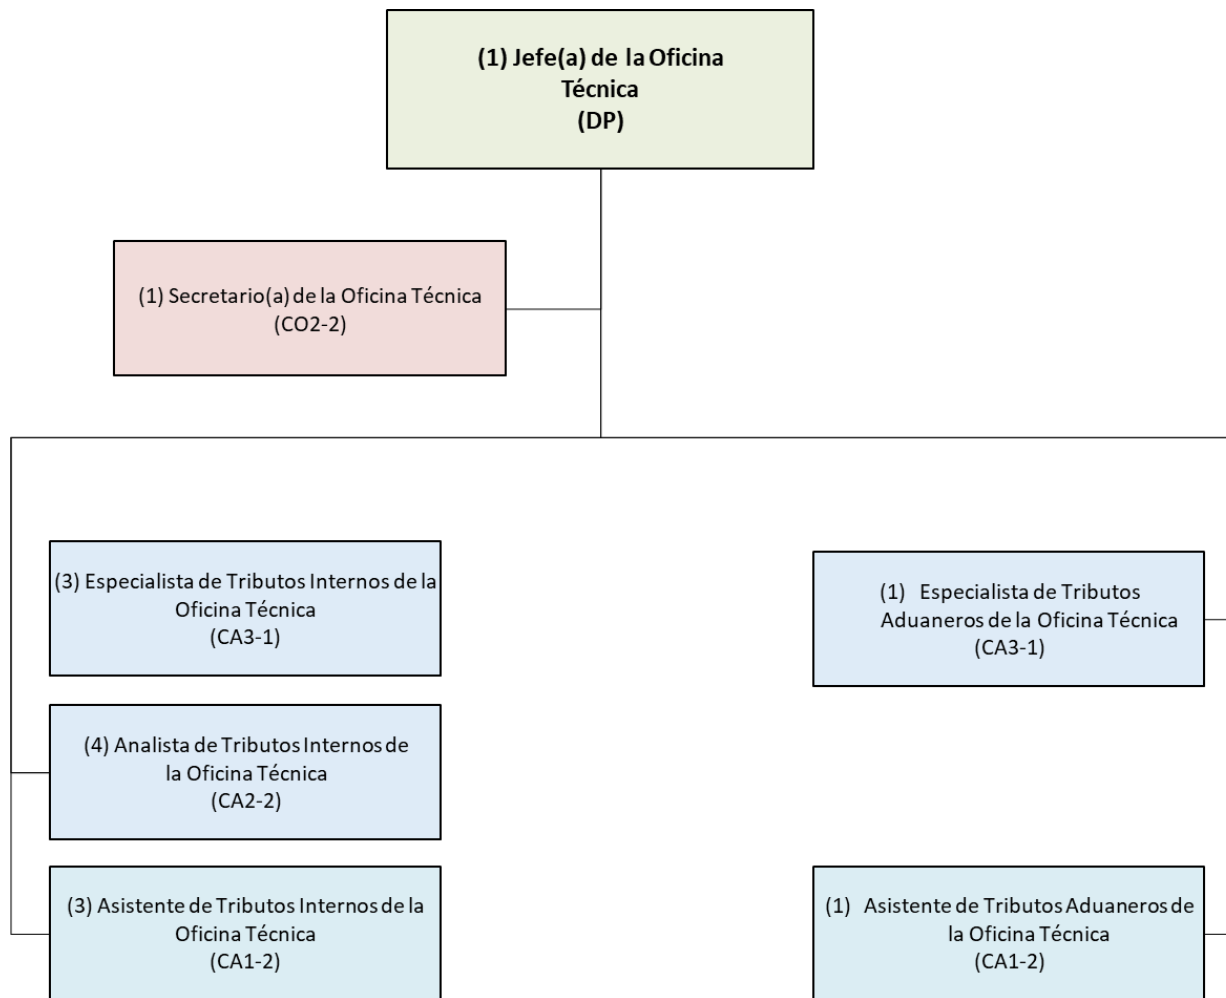 (1) Jefe(a) de la Oficina
Técnica
(DP)
(1) Secretario(a) de la Oficina Técnica
(CO2-2)
(3) Especialista de Tributos Internos de la
Oficina Técnica
(CA3-1)
(1) Especialista de Tributos
Aduaneros de la Oficina Técnica
(CA3-1)
(4) Analista de Tributos Internos de
la Oficina Técnica
(CA2-2)
(3) Asistente de Tributos Internos de la
Oficina Técnica
(CA1-2)
(1) Asistente de Tributos Aduaneros de
la Oficina Técnica
(CA1-2)